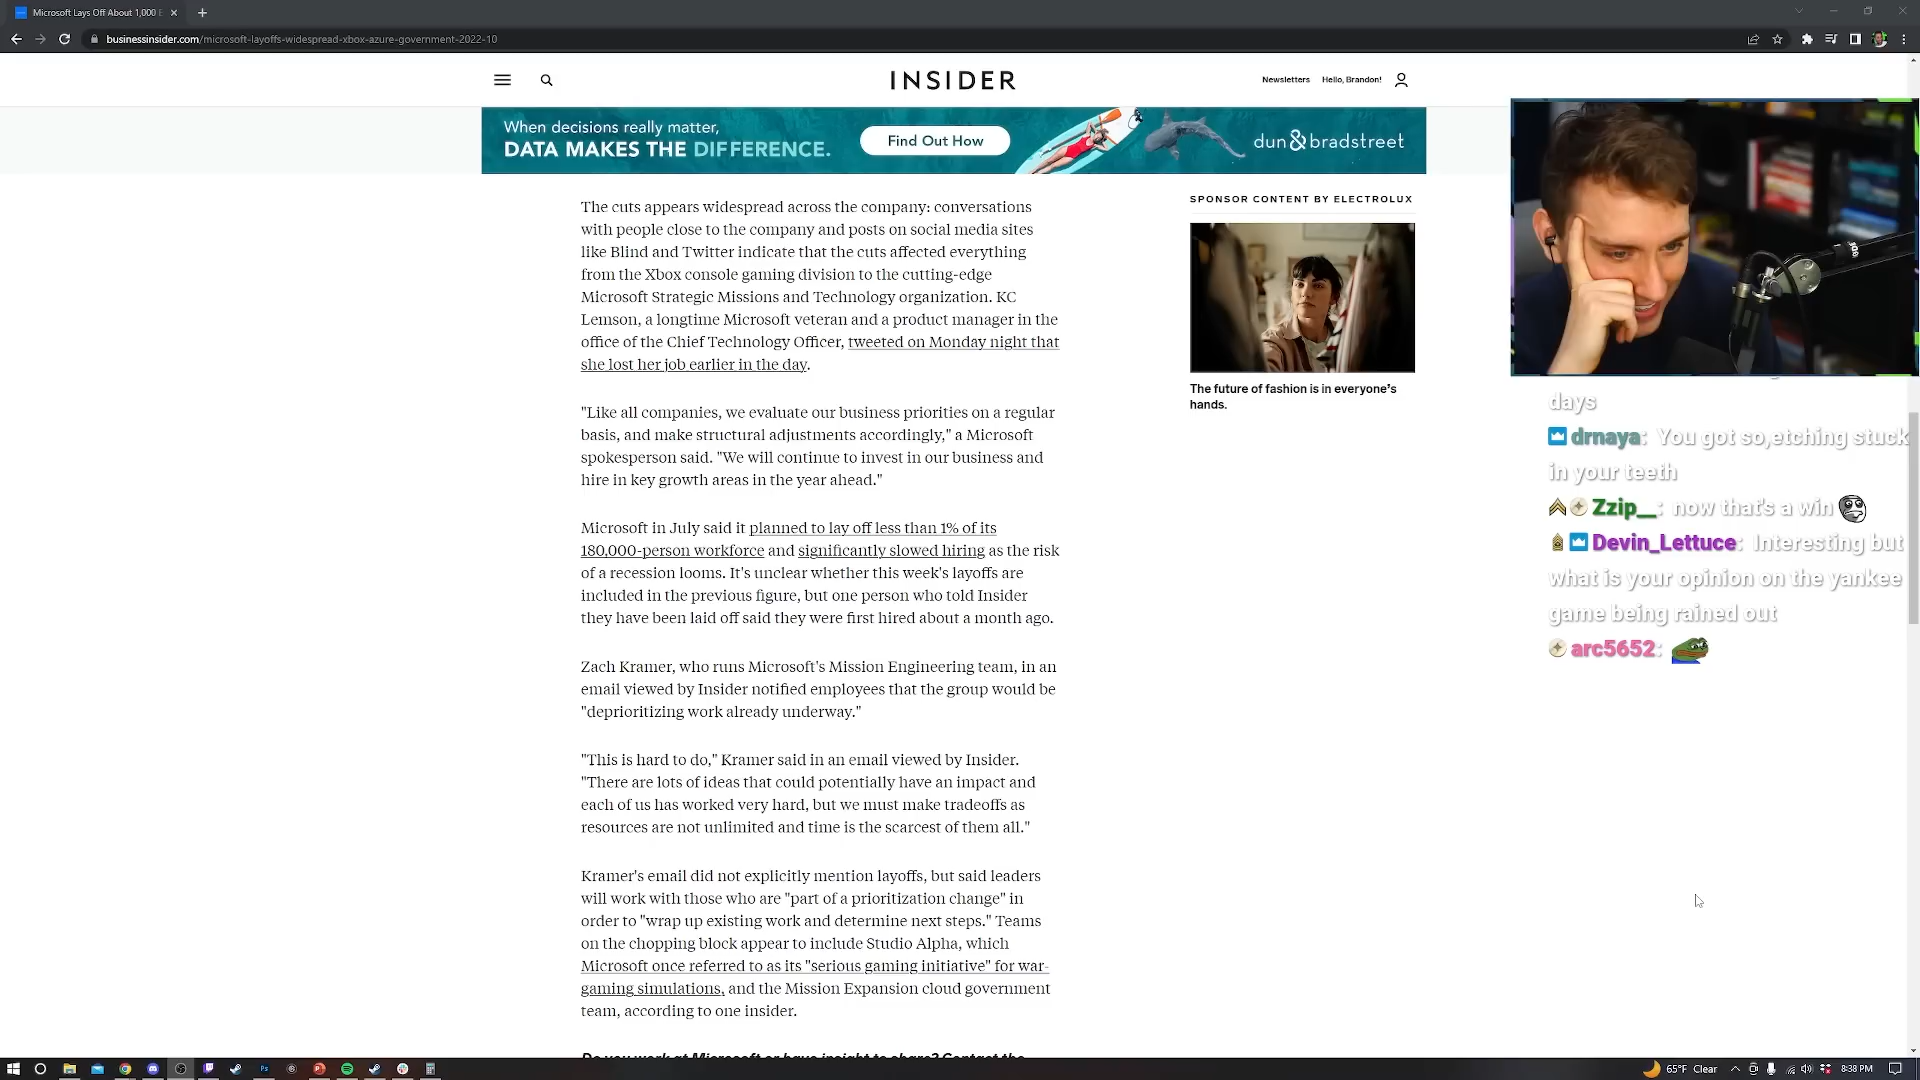 Microsoft Lays Off About 1,000 E
businessinsider.com/microsoft-layoffs-widespread-xbox-azure-government-2022-10
INSIDER
Newsletters
Hello, Brandon!
When decisions really matter,
DATA MAKES THE DIFFERENCE.
Find Out How
dun & bradstreet
The cuts appears widespread across the company: conversations
with people close to the company and posts on social media sites
like Blind and Twitter indicate that the cuts affected everything
from the Xbox console gaming division to the cutting-edge
Microsoft Strategic Missions and Technology organization. KC
Lemson, a longtime Microsoft veteran and a product manager in the
office of the Chief Technology Officer, tweeted on Monday night that
she lost her job earlier in the day.
"Like all companies, we evaluate our business priorities on a regular
basis, and make structural adjustments accordingly," a Microsoft
spokesperson said. "We will continue to invest in our business and
hire in key growth areas in the year ahead."
Microsoft in July said it planned to lay off less than 1% of its
180,000-person workforce and significantly slowed hiring as the risk
of a recession looms. It's unclear whether this week's layoffs are
included in the previous figure, but one person who told Insider
they have been laid off said they were first hired about a month ago.
Zach Kramer, who runs Microsoft's Mission Engineering team, in an
email viewed by Insider notified employees that the group would be
"deprioritizing work already underway."
"This is hard to do," Kramer said in an email viewed by Insider.
"There are lots of ideas that could potentially have an impact and
each of us has worked very hard, but we must make tradeoffs as
resources are not unlimited and time is the scarcest of them all."
Kramer's email did not explicitly mention layoffs, but said leaders
will work with those who are "part of a prioritization change" in
order to "wrap up existing work and determine next steps." Teams
on the chopping block appear to include Studio Alpha, which
Microsoft once referred to as its "serious gaming initiative" for war-
gaming simulations, and the Mission Expansion cloud government
team, according to one insider.
Do you work at Microsoft or have insight to share? Contact the
SPONSOR CONTENT BY ELECTROLUX
The future of fashion is in everyone's
hands.
days
drnaya: You got so,etching stuck
in your teeth
Zzip__: now that's a win
Devin_Lettuce: Interesting but
what is your opinion on the yankee
game being rained out
arc5652:
65°F Clear
8:38 PM